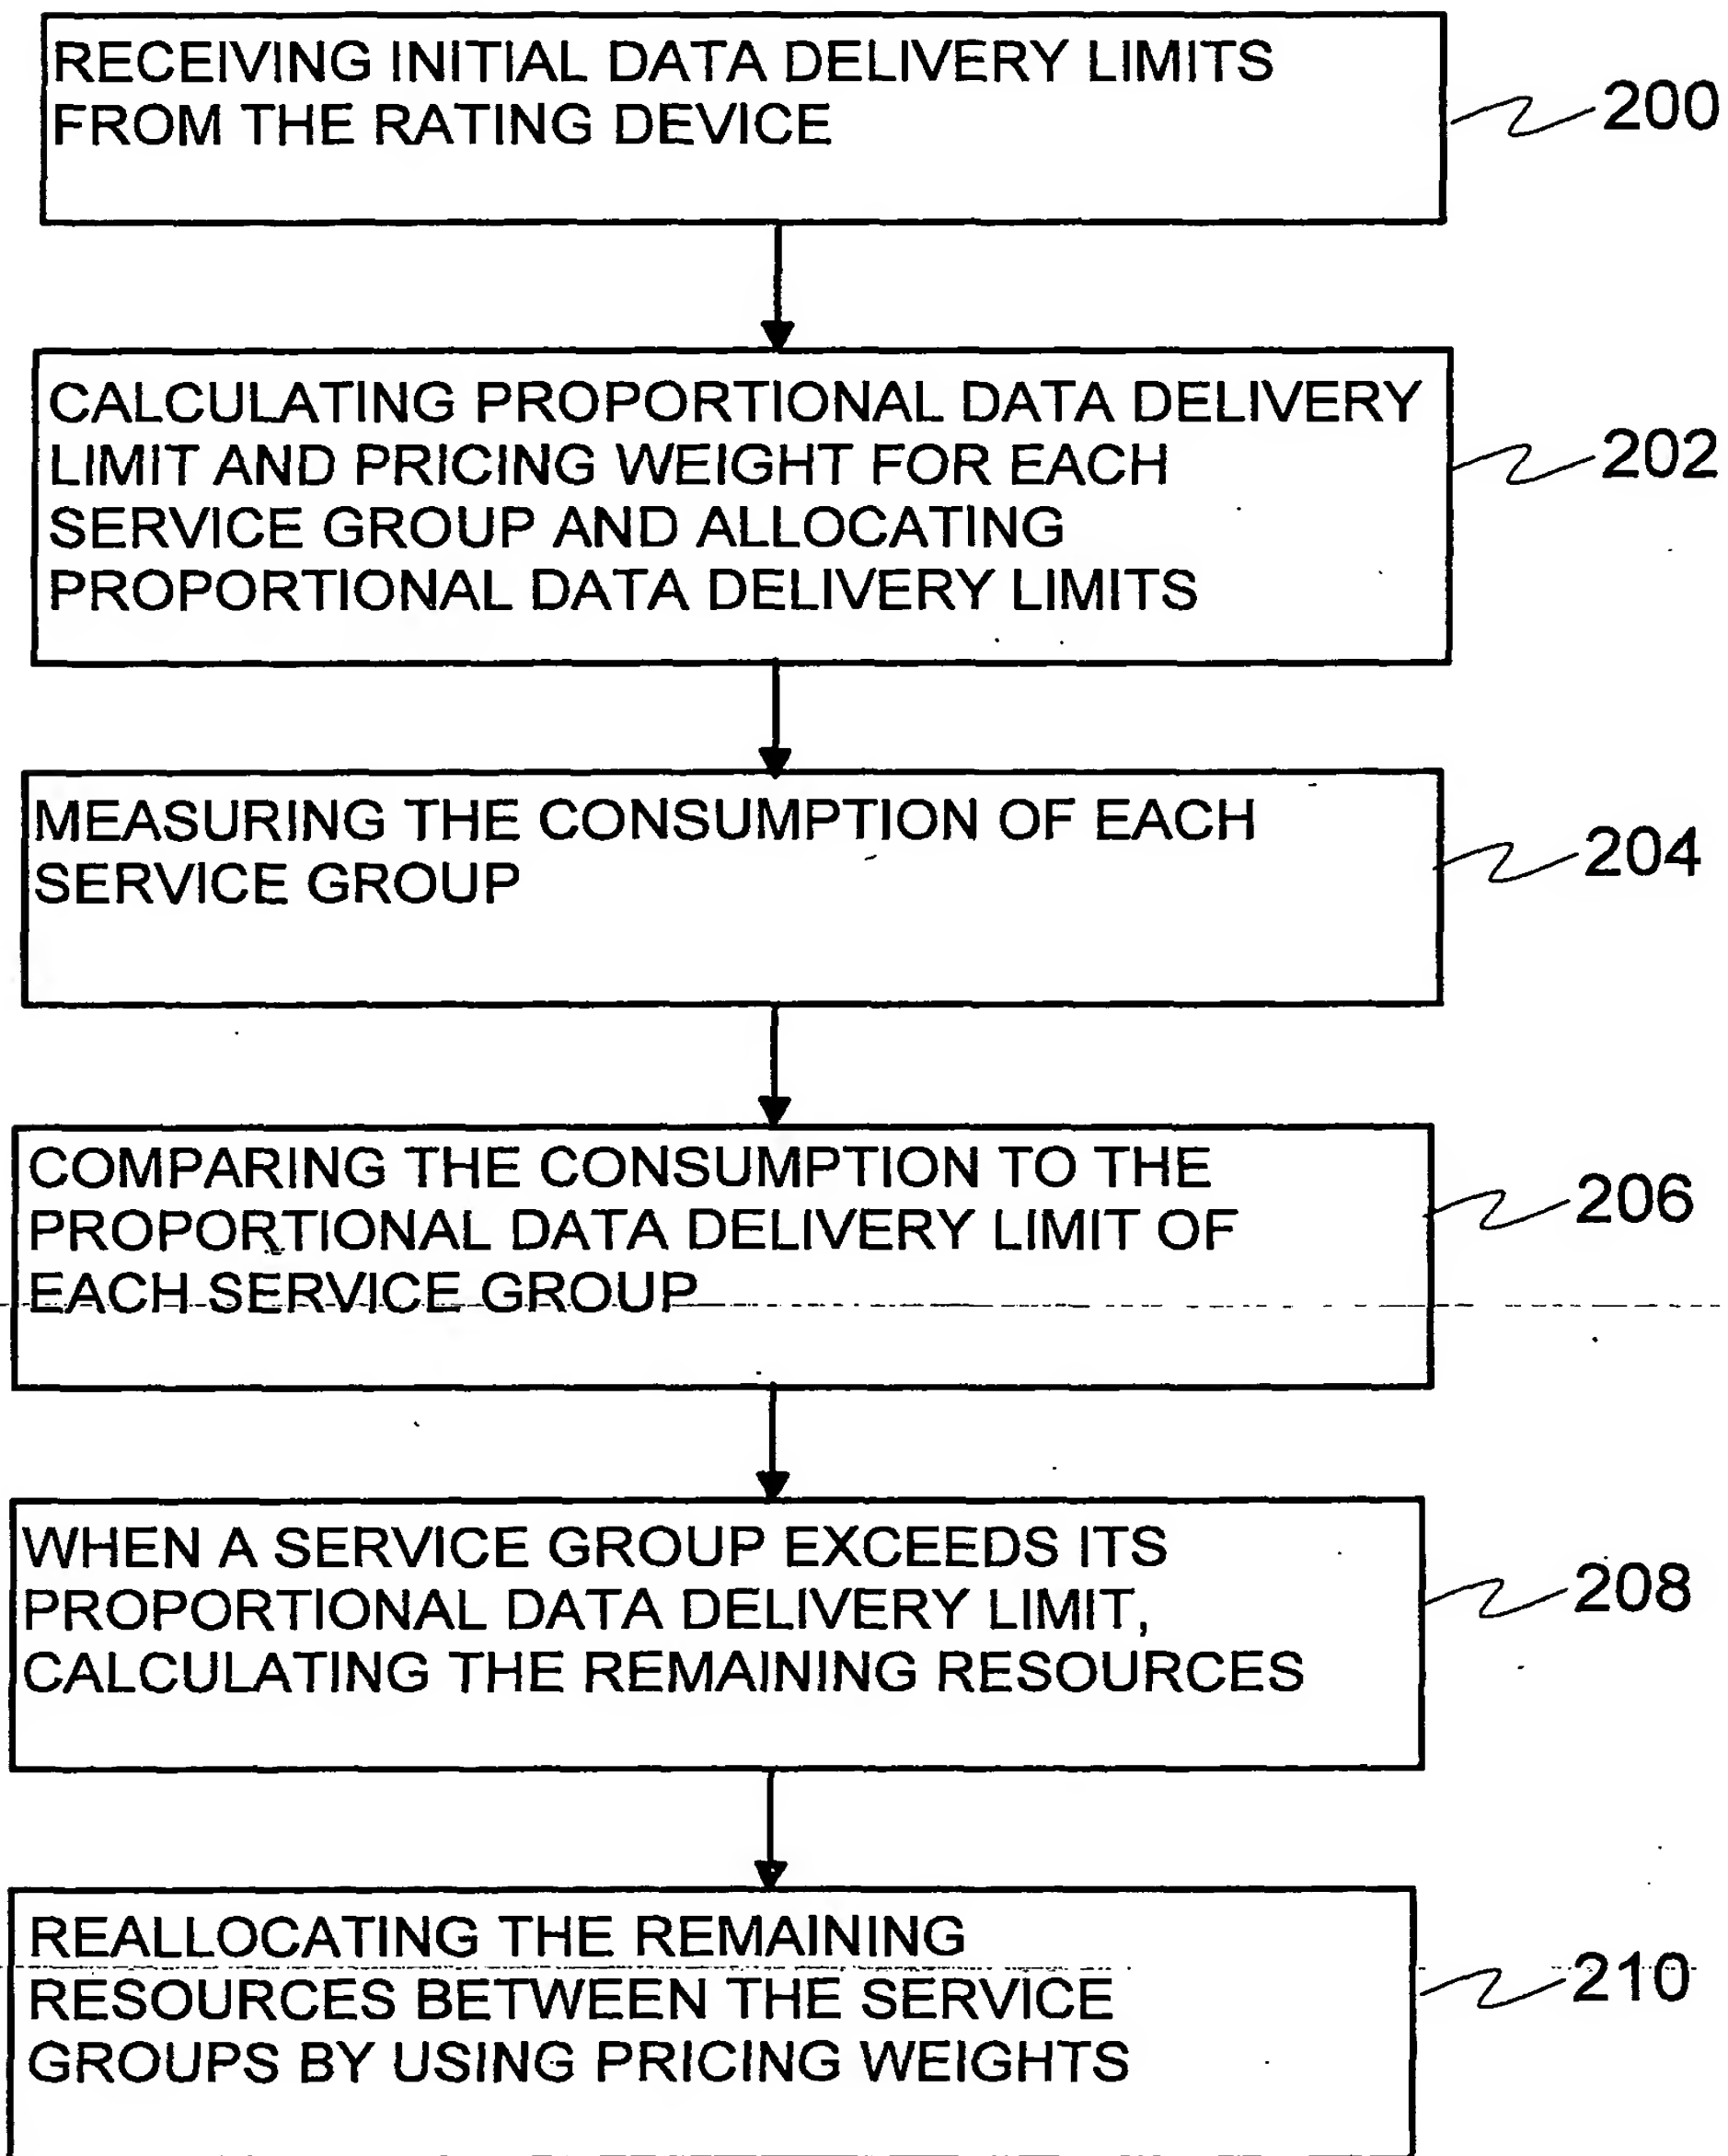 RECEIVING INITIAL DATA DELIVERY LIMITS
FROM THE RATING DEVICE
200
CALCULATING PROPORTIONAL DATA DELIVERY
LIMIT AND PRICING WEIGHT FOR EACH
SERVICE GROUP AND ALLOCATING
PROPORTIONAL DATA DELIVERY LIMITS
202
MEASURING THE CONSUMPTION OF EACH
SERVICE GROUP
204
COMPARING THE CONSUMPTION TO THE
PROPORTIONAL DATA DELIVERY LIMIT OF
EACH SERVICE GROUP
206
WHEN A SERVICE GROUP EXCEEDS ITS
PROPORTIONAL DATA DELIVERY LIMIT,
CALCULATING THE REMAINING RESOURCES
208
REALLOCATING THE REMAINING
RESOURCES BETWEEN THE SERVICE
GROUPS BY USING PRICING WEIGHTS
210